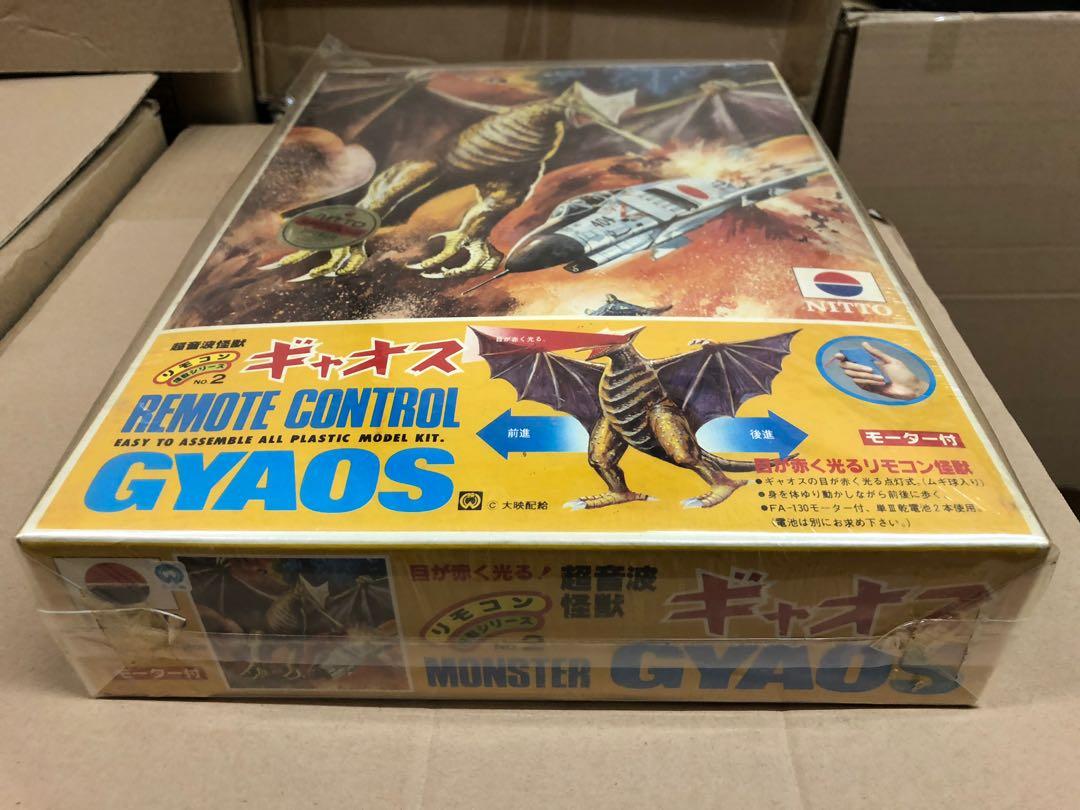 401
NITTO
超音波怪獣
リモコン
怪獣シリーズ
NO.2
ギャオス
目が赤く光る。
REMOTE CONTROL
EASY TO ASSEMBLE ALL PLASTIC MODEL KIT.
GYAOS
© 大映配給
前進
後進
モーター付
目が赤く光るリモコン怪獣
●ギャオスの目が赤く光る点灯式。(ムギ球入り)
●身を体ゆり動かしながら前後に歩く。
●FA-130モーター付、単Ⅲ乾電池2本使用。
(電池は別にお求め下さい。)
目が赤く光る!
リモコン
シリーズ
NO.2
超音波
怪獣
ギャオス
モーター付
MONSTER GYAOS